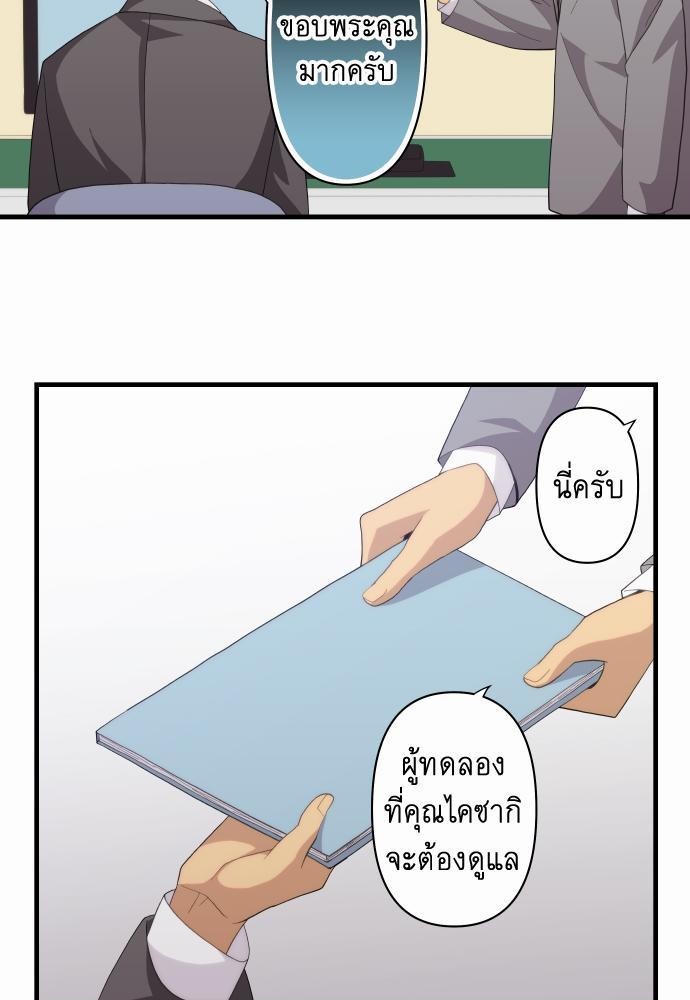 ขอบพระคุณ
มากครับ
นี่ครับ
ผู้ทดลอง
ที่คุณไคซากิ
จะต้องดูแล